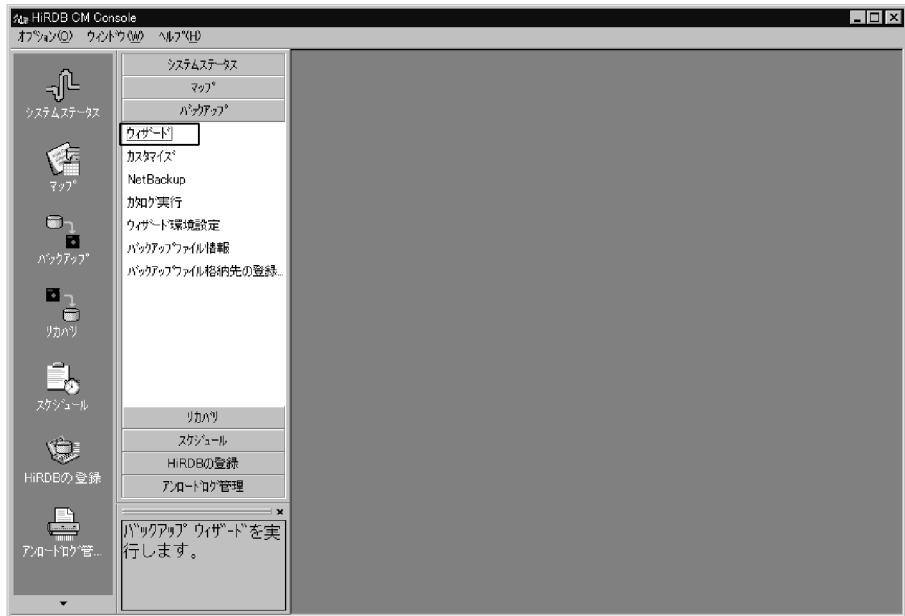 HiRDB CM Console
オプション(O) ウィンドウ(W) ヘルプ(H)
システムステータス
マップ
バックアップ
リカバリ
スケジュール
HiRDBの登録
アンロードログ管...
システムステータス
マップ
バックアップ
ウィザード
カスタマイズ
NetBackup
カタログ実行
ウィザード環境設定
バックアップファイル情報
バックアップファイル格納先の登録...
リカバリ
スケジュール
HiRDBの登録
アンロードログ管理
バックアップ ウィザードを実
行します。